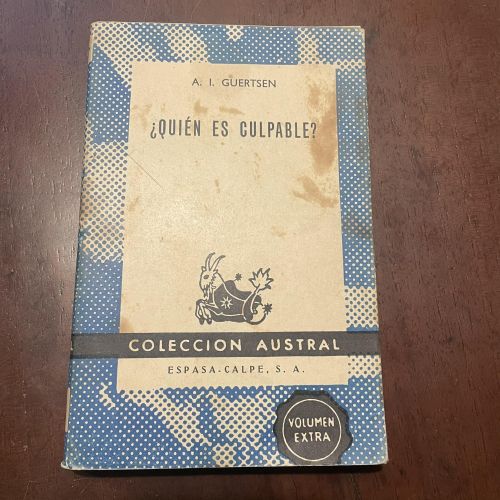 A. I. GUERTSEN
¿QUIÉN ES CULPABLE?
COLECCION AUSTRAL
ESPASA-CALPE, S. A.
VOLUMEN
EXTRA